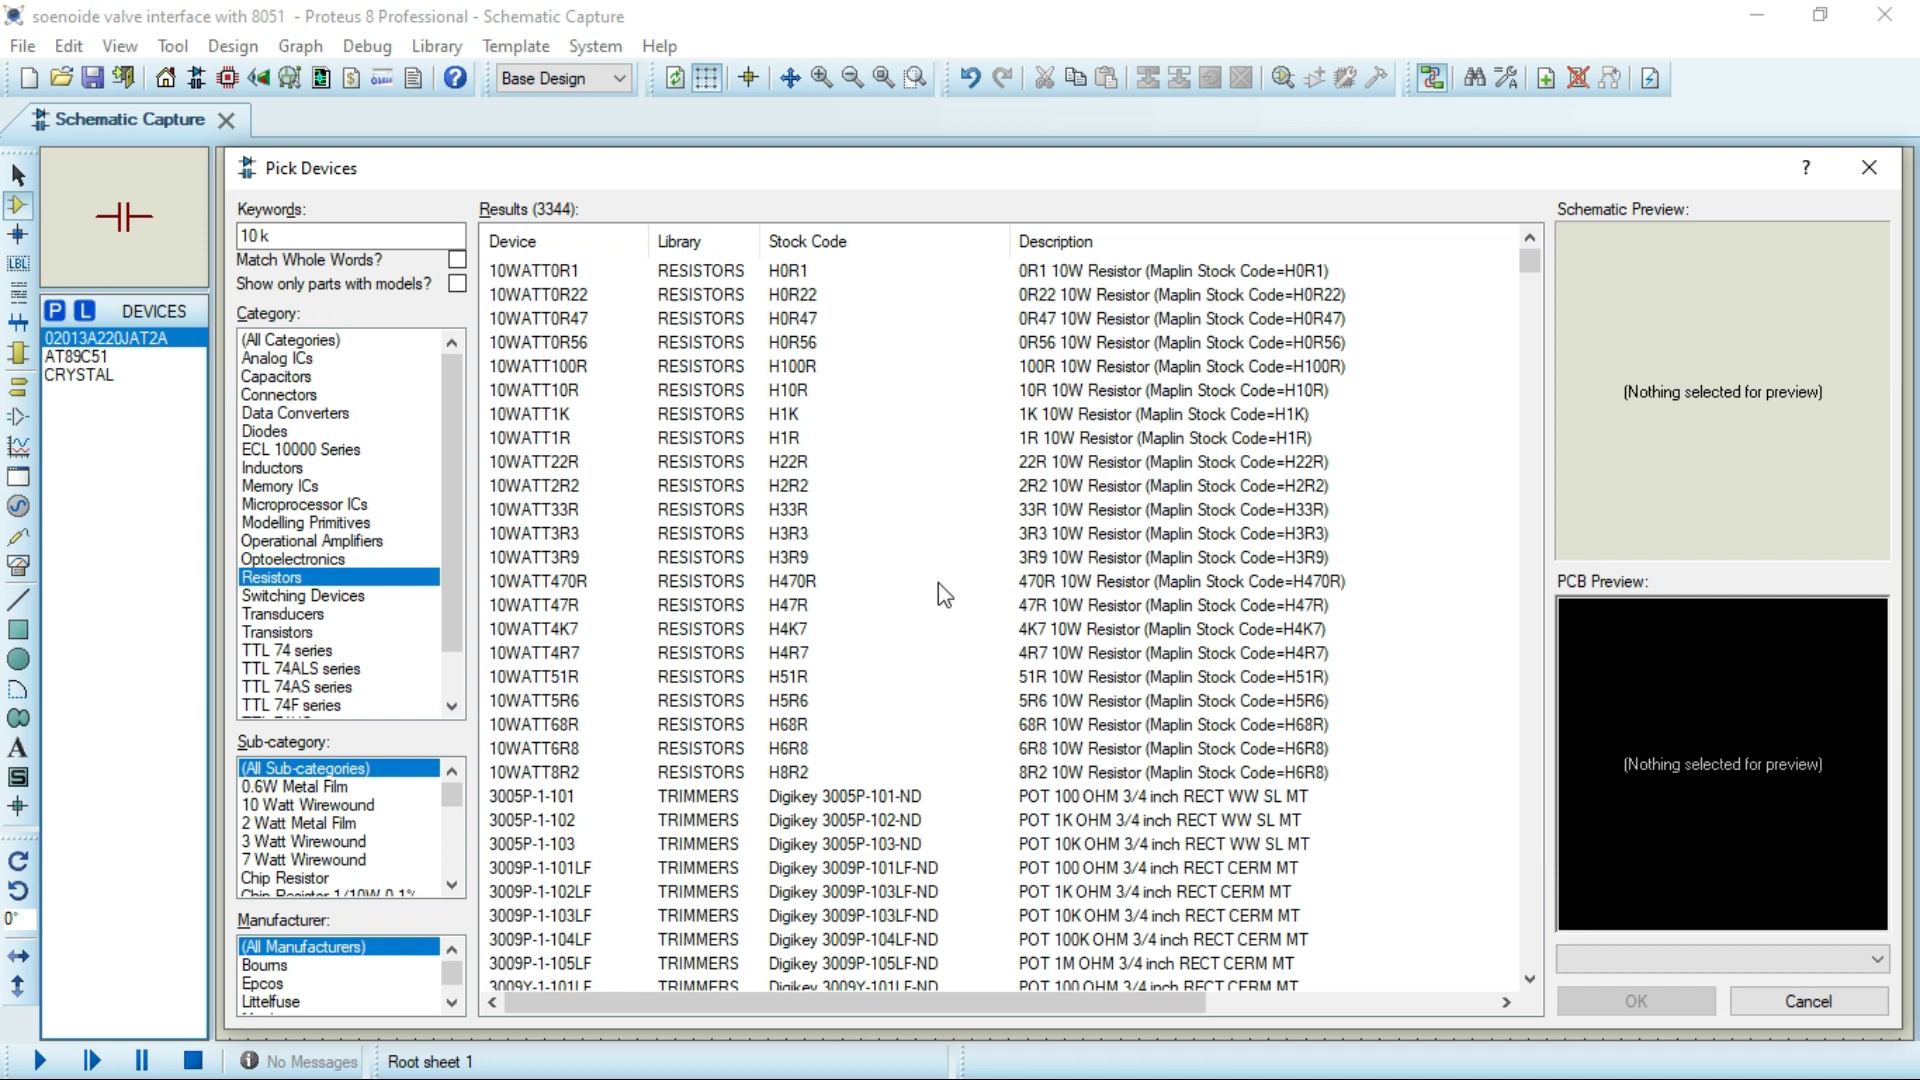 soenoide valve interface with 8051 - Proteus 8 Professional - Schematic Capture
File Edit View Tool Design Graph Debug Library Template System Help
Base Design
Schematic Capture
Pick Devices
Keywords:
10 k
Match Whole Words?
Show only parts with models?
Category:
(All Categories)
Analog ICs
Capacitors
Connectors
Data Converters
Diodes
ECL 10000 Series
Inductors
Memory ICs
Microprocessor ICs
Modelling Primitives
Operational Amplifiers
Optoelectronics
Resistors
Switching Devices
Transducers
Transistors
TTL 74 series
TTL 74ALS series
TTL 74AS series
TTL 74F series
Sub-category:
(All Sub-categories)
0.6W Metal Film
10 Watt Wirewound
2 Watt Metal Film
3 Watt Wirewound
7 Watt Wirewound
Chip Resistor
Chip Resistor 1/10W 0.1%
Manufacturer:
(All Manufacturers)
Bourns
Epcos
Littelfuse
P L DEVICES
02013A220JAT2A
AT89C51
CRYSTAL
LBL
A
S
0°
Results (3344):
Device Library Stock Code Description
10WATT0R1 RESISTORS H0R1 0R1 10W Resistor (Maplin Stock Code=H0R1)
10WATT0R22 RESISTORS H0R22 0R22 10W Resistor (Maplin Stock Code=H0R22)
10WATT0R47 RESISTORS H0R47 0R47 10W Resistor (Maplin Stock Code=H0R47)
10WATT0R56 RESISTORS H0R56 0R56 10W Resistor (Maplin Stock Code=H0R56)
10WATT100R RESISTORS H100R 100R 10W Resistor (Maplin Stock Code=H100R)
10WATT10R RESISTORS H10R 10R 10W Resistor (Maplin Stock Code=H10R)
10WATT1K RESISTORS H1K 1K 10W Resistor (Maplin Stock Code=H1K)
10WATT1R RESISTORS H1R 1R 10W Resistor (Maplin Stock Code=H1R)
10WATT22R RESISTORS H22R 22R 10W Resistor (Maplin Stock Code=H22R)
10WATT2R2 RESISTORS H2R2 2R2 10W Resistor (Maplin Stock Code=H2R2)
10WATT33R RESISTORS H33R 33R 10W Resistor (Maplin Stock Code=H33R)
10WATT3R3 RESISTORS H3R3 3R3 10W Resistor (Maplin Stock Code=H3R3)
10WATT3R9 RESISTORS H3R9 3R9 10W Resistor (Maplin Stock Code=H3R9)
10WATT470R RESISTORS H470R 470R 10W Resistor (Maplin Stock Code=H470R)
10WATT47R RESISTORS H47R 47R 10W Resistor (Maplin Stock Code=H47R)
10WATT4K7 RESISTORS H4K7 4K7 10W Resistor (Maplin Stock Code=H4K7)
10WATT4R7 RESISTORS H4R7 4R7 10W Resistor (Maplin Stock Code=H4R7)
10WATT51R RESISTORS H51R 51R 10W Resistor (Maplin Stock Code=H51R)
10WATT5R6 RESISTORS H5R6 5R6 10W Resistor (Maplin Stock Code=H5R6)
10WATT68R RESISTORS H68R 68R 10W Resistor (Maplin Stock Code=H68R)
10WATT6R8 RESISTORS H6R8 6R8 10W Resistor (Maplin Stock Code=H6R8)
10WATT8R2 RESISTORS H8R2 8R2 10W Resistor (Maplin Stock Code=H6R8)
3005P-1-101 TRIMMERS Digikey 3005P-101-ND POT 100 OHM 3/4 inch RECT WW SL MT
3005P-1-102 TRIMMERS Digikey 3005P-102-ND POT 1K OHM 3/4 inch RECT WW SL MT
3005P-1-103 TRIMMERS Digikey 3005P-103-ND POT 10K OHM 3/4 inch RECT WW SL MT
3009P-1-101LF TRIMMERS Digikey 3009P-101LF-ND POT 100 OHM 3/4 inch RECT CERM MT
3009P-1-102LF TRIMMERS Digikey 3009P-103LF-ND POT 1K OHM 3/4 inch RECT CERM MT
3009P-1-103LF TRIMMERS Digikey 3009P-103LF-ND POT 10K OHM 3/4 inch RECT CERM MT
3009P-1-104LF TRIMMERS Digikey 3009P-104LF-ND POT 100K OHM 3/4 inch RECT CERM MT
3009P-1-105LF TRIMMERS Digikey 3009P-105LF-ND POT 1M OHM 3/4 inch RECT CERM MT
3009Y-1-101LF TRIMMERS Digikey 3009Y-101LF-ND POT 100 OHM 3/4 inch RECT CERM MT
Schematic Preview:
(Nothing selected for preview)
PCB Preview:
(Nothing selected for preview)
OK Cancel
No Messages Root sheet 1